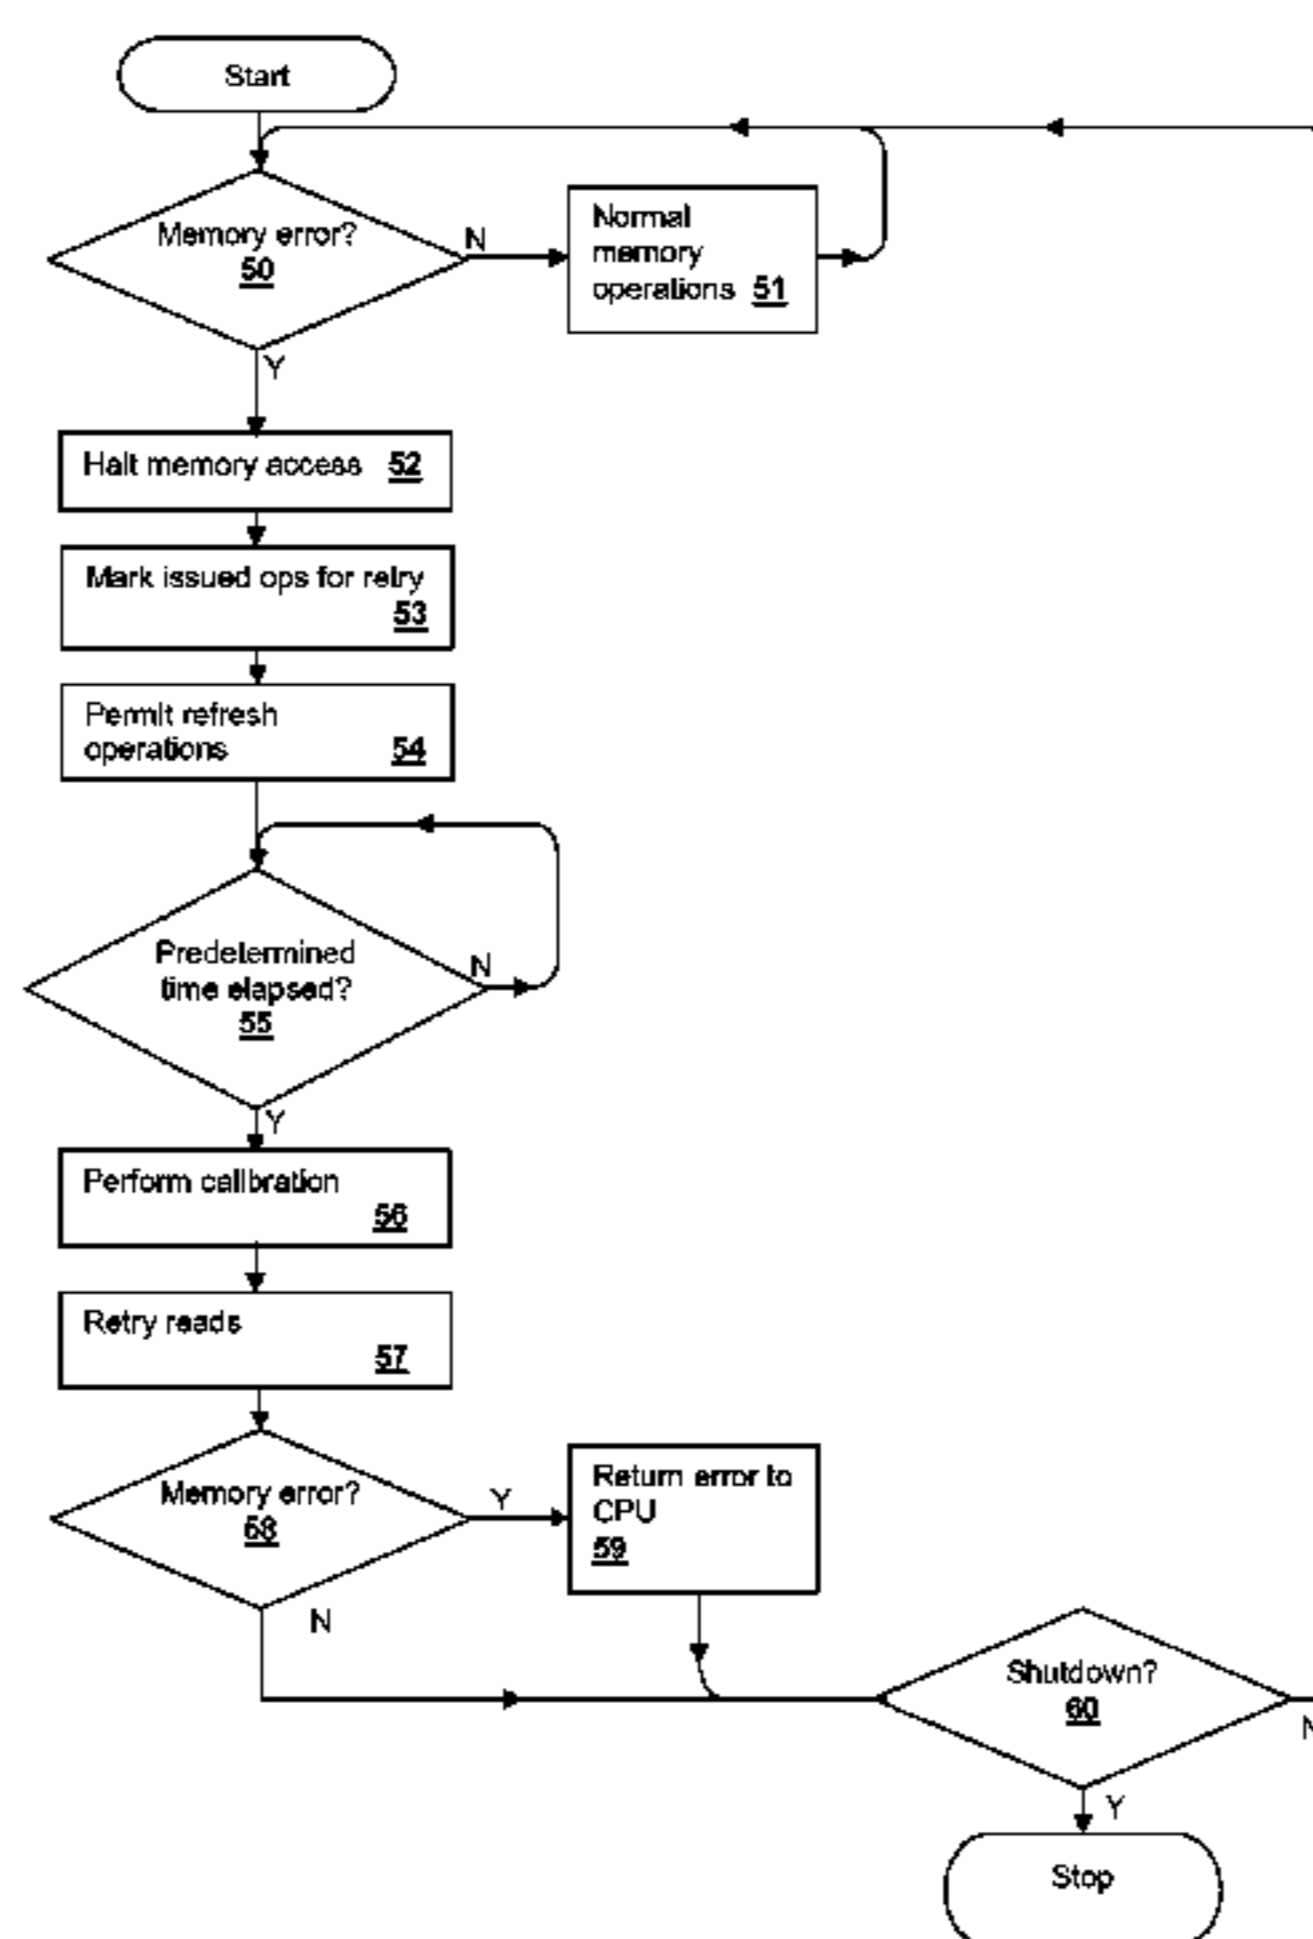 Start
Memory error?
50
N
Normal
memory
operations 51
Y
Halt memory access 52
Mark issued ops for retry
53
Permit refresh
operations 54
Predetermined
time elapsed?
55
N
Y
Perform calibration
56
Retry reads
57
Memory error?
58
Y
Return error to
CPU
59
N
Shutdown?
60
N
Y
Stop